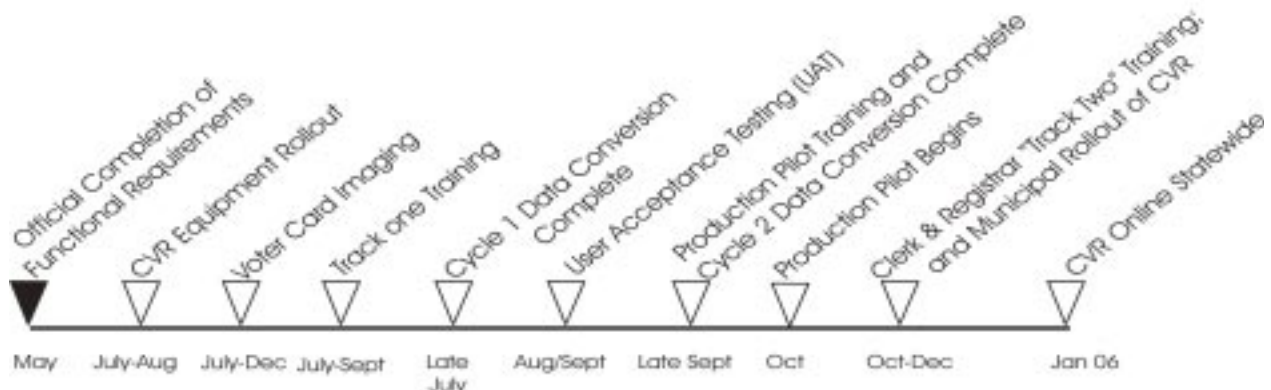 Official Completion of
Functional Requirements
CVR Equipment Rollout
Voter Card Imaging
Track one Training
Cycle 1 Data Conversion
Complete
User Acceptance Testing (UAT)
Production Pilot Training and
Cycle 2 Data Conversion Complete
Production Pilot Begins
Clerk & Registrar "Track Two" Training;
and Municipal Rollout of CVR
CVR Online Statewide
May
July-Aug
July-Dec
July-Sept
Late
July
Aug/Sept
Late Sept
Oct
Oct-Dec
Jan 06